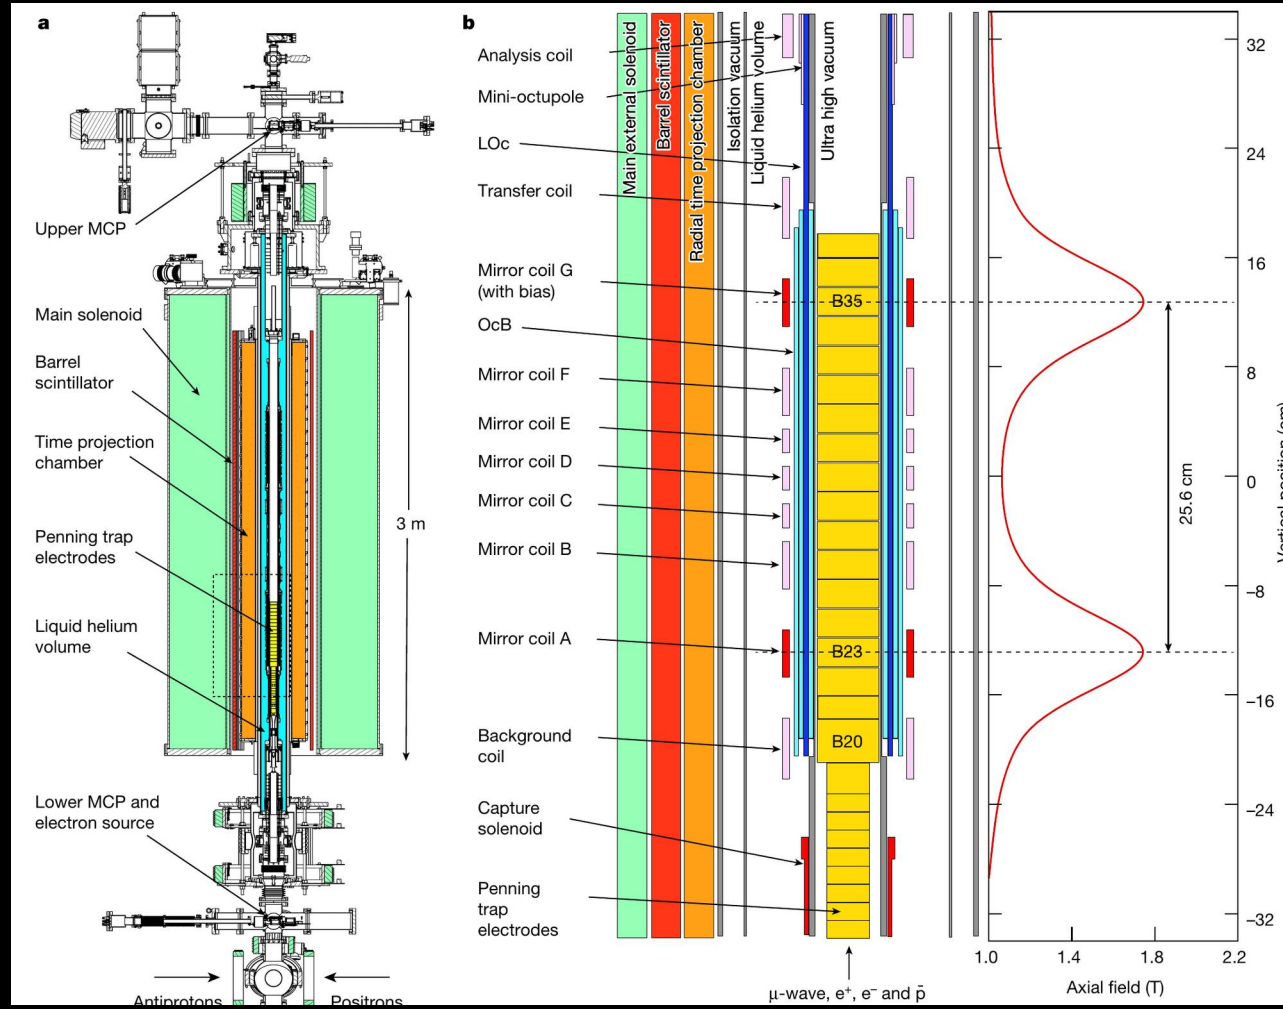 a
Upper MCP
Main solenoid
Barrel
scintillator
Time projection
chamber
Penning trap
electrodes
Liquid helium
volume
Lower MCP and
electron source
3 m
Antiprotons
Positrons
b
Analysis coil
Mini-octupole
LOc
Transfer coil
Mirror coil G
(with bias)
OcB
Mirror coil F
Mirror coil E
Mirror coil D
Mirror coil C
Mirror coil B
Mirror coil A
Background
coil
Capture
solenoid
Penning
trap
electrodes
Main external solenoid
Barrel scintillator
Radial time projection chamber
Isolation vacuum
Liquid helium volume
Ultra high vacuum
B35
B23
B20
μ-wave, e⁺, e⁻ and p̄
25.6 cm
32
24
16
8
0
−8
−16
−24
−32
Vertical position (cm)
1.0
1.4
1.8
2.2
Axial field (T)